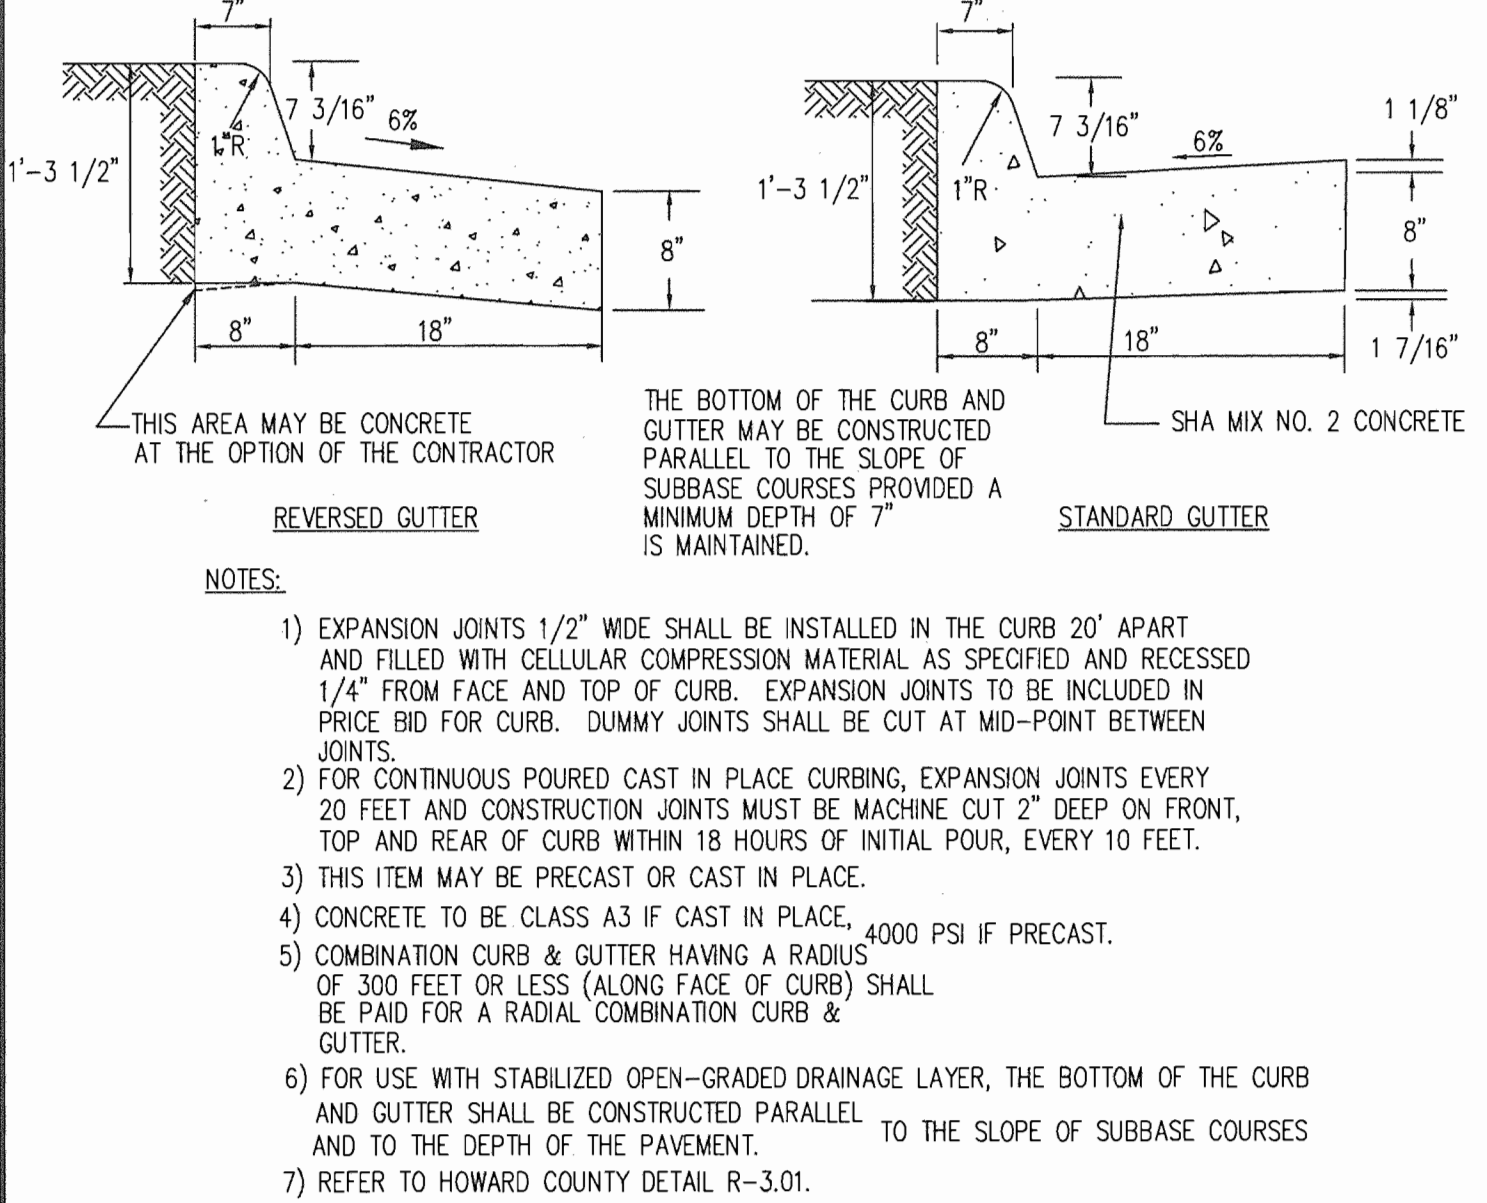 7"
7 3/16"
6%
1"R
1'-3 1/2"
8"
8"
18"
THIS AREA MAY BE CONCRETE
AT THE OPTION OF THE CONTRACTOR
REVERSED GUTTER
7"
7 3/16"
6%
1 1/8"
1"R
1'-3 1/2"
8"
8"
18"
1 7/16"
SHA MIX NO. 2 CONCRETE
STANDARD GUTTER
THE BOTTOM OF THE CURB AND
GUTTER MAY BE CONSTRUCTED
PARALLEL TO THE SLOPE OF
SUBBASE COURSES PROVIDED A
MINIMUM DEPTH OF 7"
IS MAINTAINED.
NOTES:
1) EXPANSION JOINTS 1/2" WIDE SHALL BE INSTALLED IN THE CURB 20' APART
AND FILLED WITH CELLULAR COMPRESSION MATERIAL AS SPECIFIED AND RECESSED
1/4" FROM FACE AND TOP OF CURB. EXPANSION JOINTS TO BE INCLUDED IN
PRICE BID FOR CURB. DUMMY JOINTS SHALL BE CUT AT MID-POINT BETWEEN
JOINTS.
2) FOR CONTINUOUS POURED CAST IN PLACE CURBING, EXPANSION JOINTS EVERY
20 FEET AND CONSTRUCTION JOINTS MUST BE MACHINE CUT 2" DEEP ON FRONT,
TOP AND REAR OF CURB WITHIN 18 HOURS OF INITIAL POUR, EVERY 10 FEET.
3) THIS ITEM MAY BE PRECAST OR CAST IN PLACE.
4) CONCRETE TO BE CLASS A3 IF CAST IN PLACE, 4000 PSI IF PRECAST.
5) COMBINATION CURB & GUTTER HAVING A RADIUS
OF 300 FEET OR LESS (ALONG FACE OF CURB) SHALL
BE PAID FOR A RADIAL COMBINATION CURB &
GUTTER.
6) FOR USE WITH STABILIZED OPEN-GRADED DRAINAGE LAYER, THE BOTTOM OF THE CURB
AND GUTTER SHALL BE CONSTRUCTED PARALLEL TO THE SLOPE OF SUBBASE COURSES
AND TO THE DEPTH OF THE PAVEMENT.
7) REFER TO HOWARD COUNTY DETAIL R-3.01.